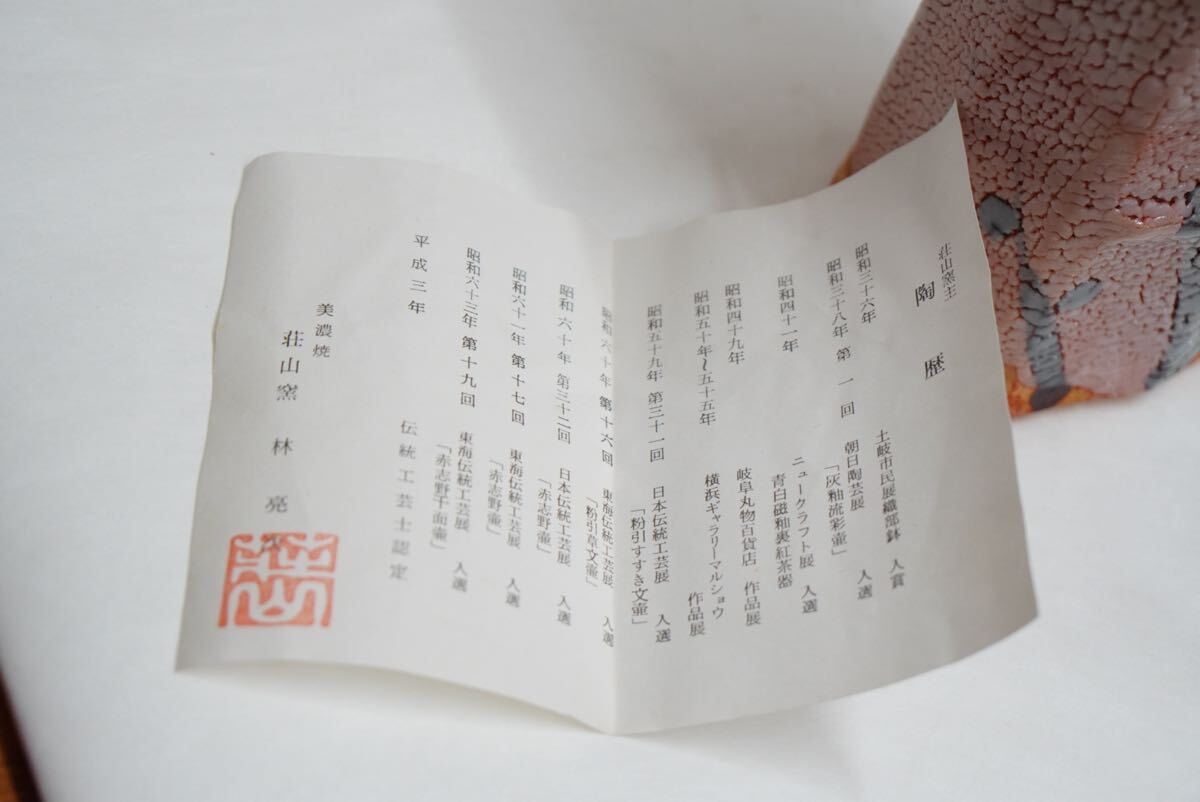 荘山窯主
陶歴
昭和三十六年 土岐市民展織部鉢 入賞
昭和三十八年 第一回 朝日陶芸展 入選
「灰釉流彩壷」
昭和四十一年 ニュークラフト展 入選
青白磁釉裏紅茶器
昭和四十九年 岐阜丸物百貨店 作品展
昭和五十年〜五十五年 横浜ギャラリーマルショウ
作品展
昭和五十九年 第三十一回 日本伝統工芸展 入選
「粉引すすき文壷」
昭和六十年 第十六回 東海伝統工芸展 入選
「粉引草文壷」
昭和六十年 第三十二回 日本伝統工芸展 入選
「赤志野壷」
昭和六十一年 第十七回 東海伝統工芸展 入選
「赤志野壷」
昭和六十三年 第十九回 東海伝統工芸展 入選
「赤志野干面壷」
平成三年 伝統工芸士認定
美濃焼
荘山窯 林亮